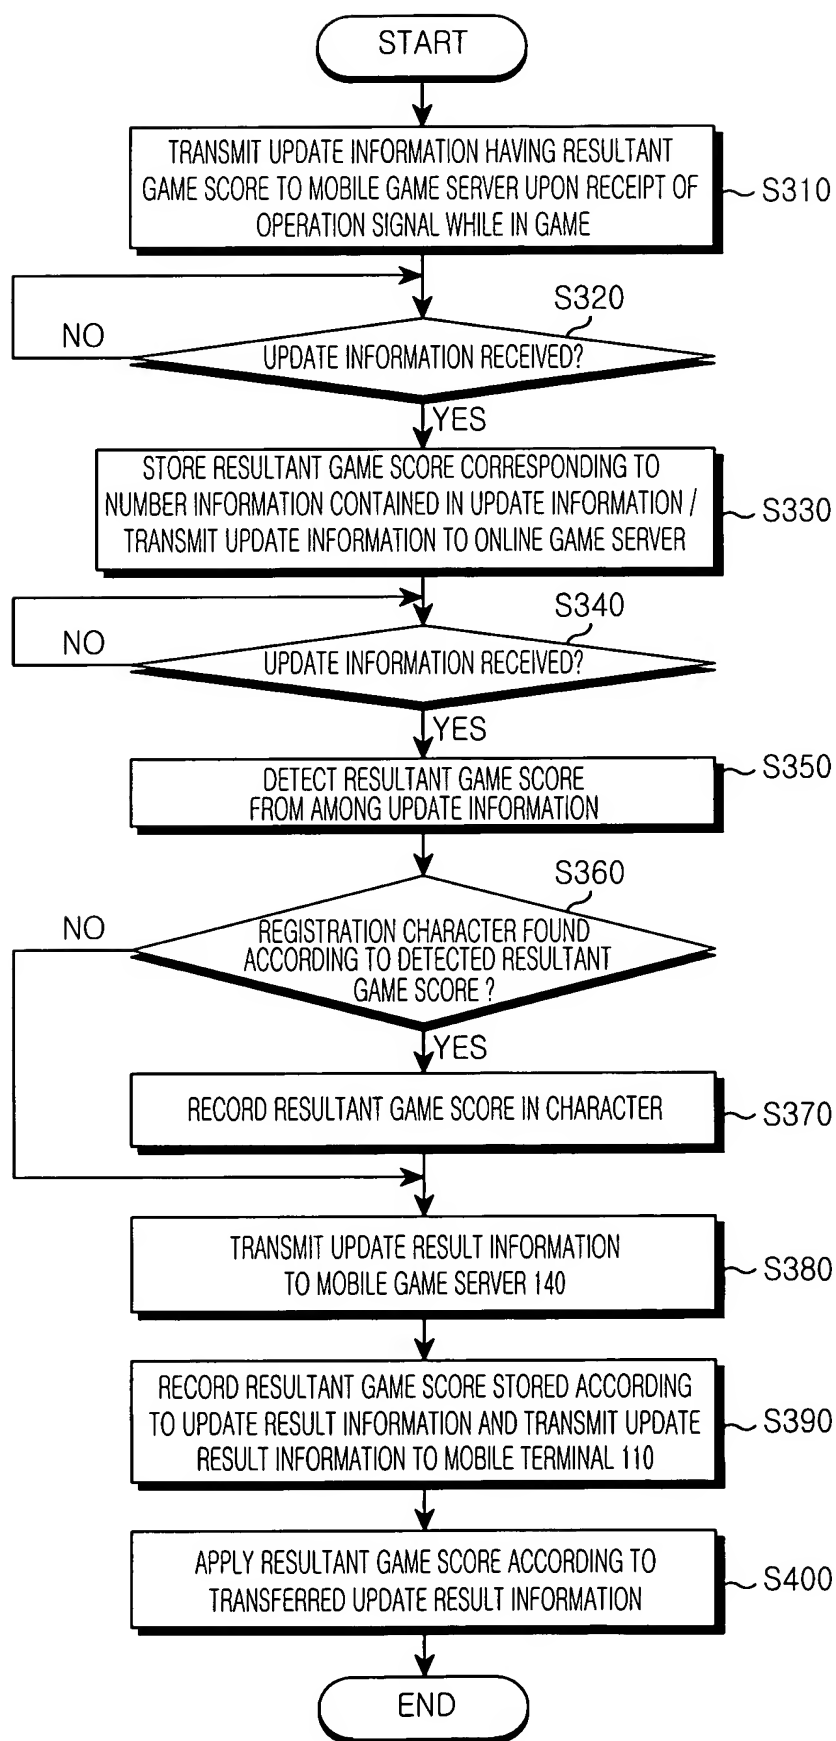 START
TRANSMIT UPDATE INFORMATION HAVING RESULTANT
GAME SCORE TO MOBILE GAME SERVER UPON RECEIPT OF
OPERATION SIGNAL WHILE IN GAME
S310
S320
NO
UPDATE INFORMATION RECEIVED?
YES
STORE RESULTANT GAME SCORE CORRESPONDING TO
NUMBER INFORMATION CONTAINED IN UPDATE INFORMATION /
TRANSMIT UPDATE INFORMATION TO ONLINE GAME SERVER
S330
S340
NO
UPDATE INFORMATION RECEIVED?
YES
DETECT RESULTANT GAME SCORE
FROM AMONG UPDATE INFORMATION
S350
S360
NO
REGISTRATION CHARACTER FOUND
ACCORDING TO DETECTED RESULTANT
GAME SCORE ?
YES
RECORD RESULTANT GAME SCORE IN CHARACTER
S370
TRANSMIT UPDATE RESULT INFORMATION
TO MOBILE GAME SERVER 140
S380
RECORD RESULTANT GAME SCORE STORED ACCORDING
TO UPDATE RESULT INFORMATION AND TRANSMIT UPDATE
RESULT INFORMATION TO MOBILE TERMINAL 110
S390
APPLY RESULTANT GAME SCORE ACCORDING TO
TRANSFERRED UPDATE RESULT INFORMATION
S400
END